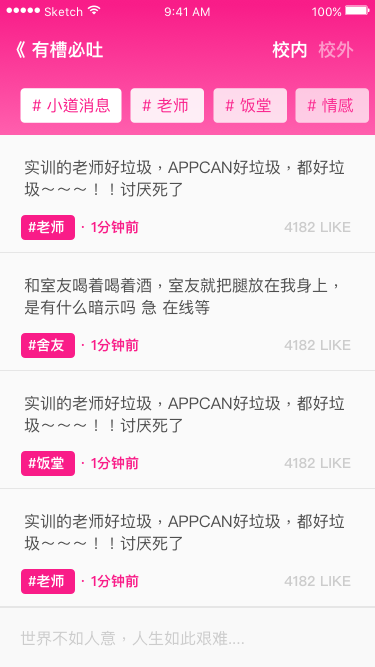 ●●●●● Sketch 9:41 AM 100%
《 有槽必吐 校内 校外
# 小道消息 # 老师 # 饭堂 # 情感
实训的老师好垃圾，APPCAN好垃圾，都好垃
圾～～～！！讨厌死了
#老师 · 1分钟前 4182 LIKE
和室友喝着喝着酒，室友就把腿放在我身上，
是有什么暗示吗 急 在线等
#舍友 · 1分钟前 4182 LIKE
实训的老师好垃圾，APPCAN好垃圾，都好垃
圾～～～！！讨厌死了
#饭堂 · 1分钟前 4182 LIKE
实训的老师好垃圾，APPCAN好垃圾，都好垃
圾～～～！！讨厌死了
#老师 · 1分钟前 4182 LIKE
世界不如人意，人生如此艰难....